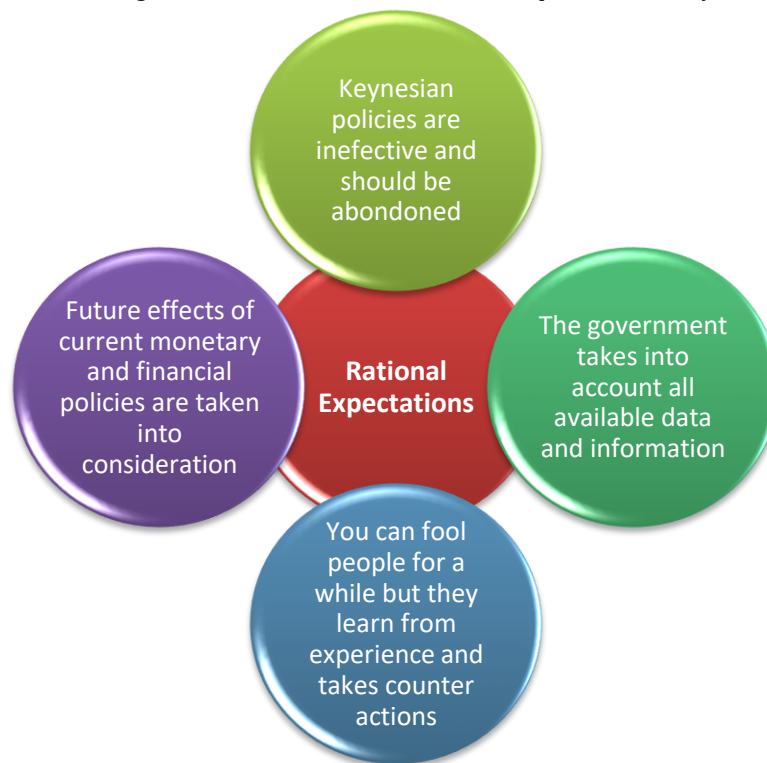 Keynesian
policies are
inefective and
should be
abondoned
Future effects of
current monetary
and financial
policies are taken
into
consideration
Rational
Expectations
The government
takes into
account all
available data
and information
You can fool
people for a
while but they
learn from
experience and
takes counter
actions